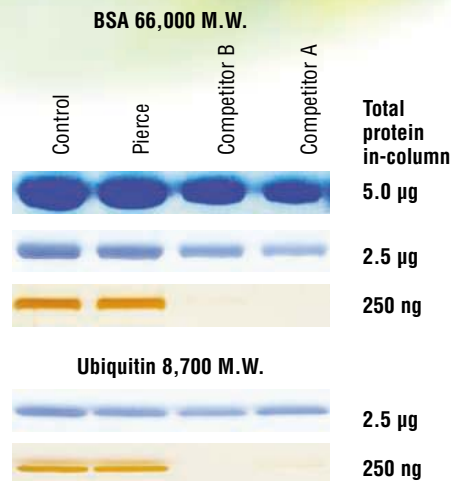 BSA 66,000 M.W.
Control
Pierce
Competitor B
Competitor A
Total
protein
in-column
5.0 µg
2.5 µg
250 ng
Ubiquitin 8,700 M.W.
2.5 µg
250 ng